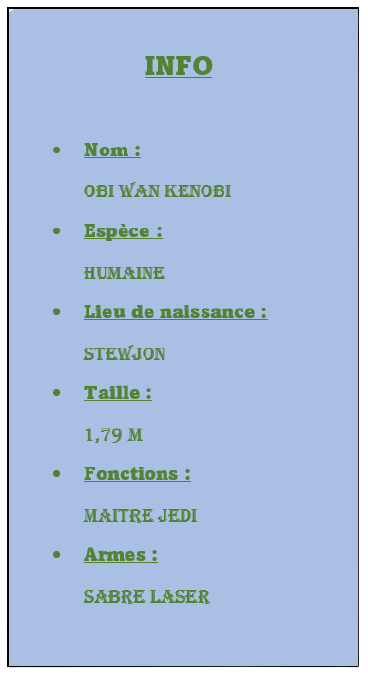 INFO
• Nom :
OBI WAN KENOBI
• Espèce :
HUMAINE
• Lieu de naissance :
STEWJON
• Taille :
1,79 M
• Fonctions :
MAITRE JEDI
• Armes :
SABRE LASER